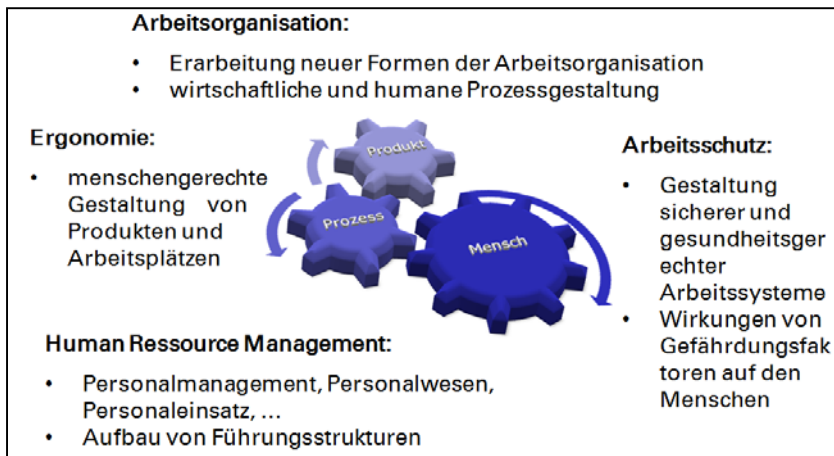 Arbeitsorganisation:
• Erarbeitung neuer Formen der Arbeitsorganisation
• wirtschaftliche und humane Prozessgestaltung
Ergonomie:
• menschengerechte
Gestaltung von
Produkten und
Arbeitsplätzen
Produkt
Prozess
Mensch
Arbeitsschutz:
• Gestaltung
sicherer und
gesundheitsger
echter
Arbeitssysteme
• Wirkungen von
Gefährdungsfak
toren auf den
Menschen
Human Ressource Management:
• Personalmanagement, Personalwesen,
Personaleinsatz, ...
• Aufbau von Führungsstrukturen